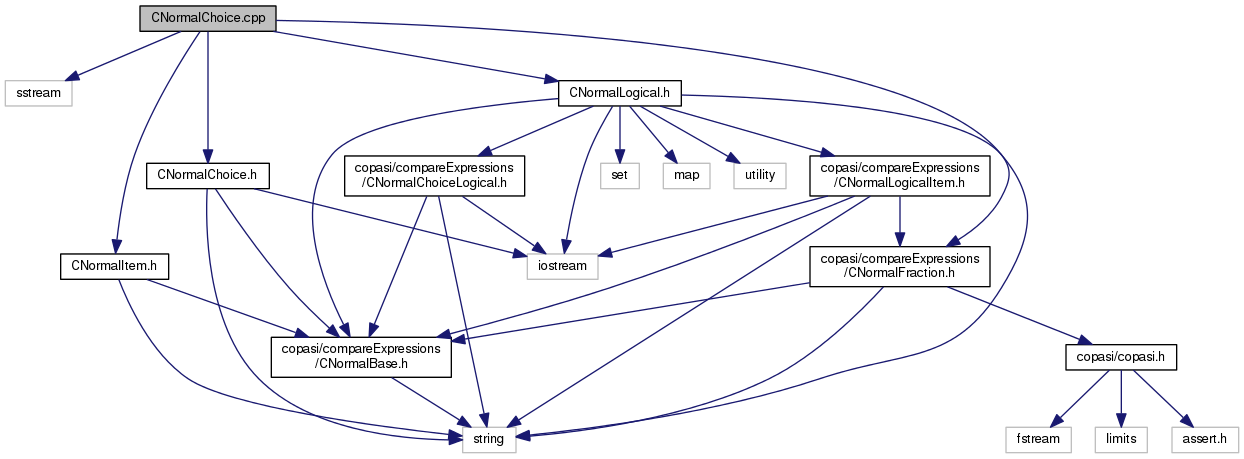 CNormalChoice.cpp
sstream
CNormalLogical.h
CNormalChoice.h
copasi/compareExpressions
/CNormalChoiceLogical.h
set
map
utility
copasi/compareExpressions
/CNormalLogicalItem.h
CNormalItem.h
iostream
copasi/compareExpressions
/CNormalFraction.h
copasi/compareExpressions
/CNormalBase.h
copasi/copasi.h
string
fstream
limits
assert.h